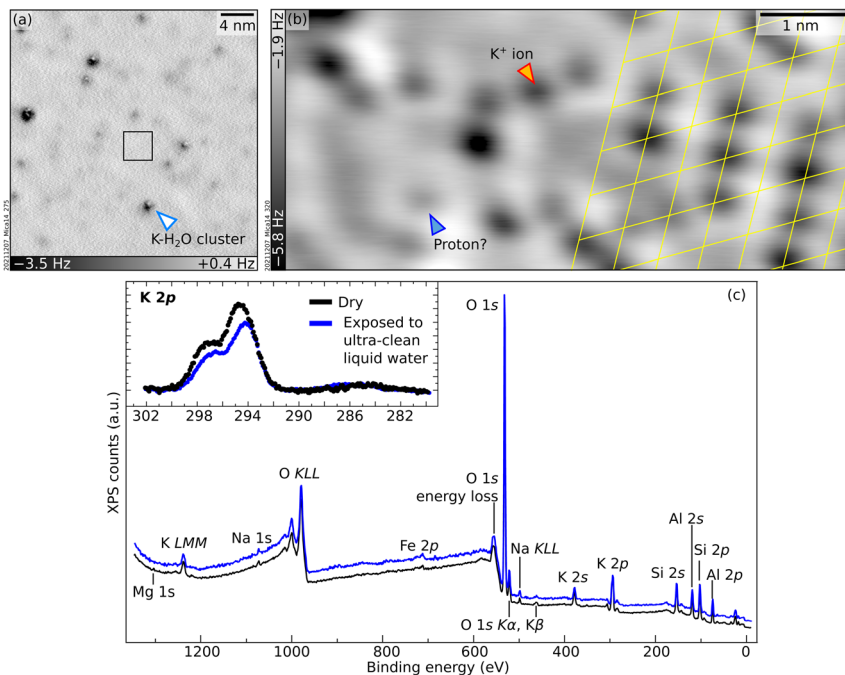 (a)
4 nm
K-H₂O cluster
−3.5 Hz
+0.4 Hz
20211207_Mica14_275
(b)
1 nm
−1.9 Hz
−5.8 Hz
K⁺ ion
Proton?
20211207_Mica14_320
K 2p
Dry
Exposed to
ultra-clean
liquid water
302 298 294 290 286 282
(c)
O 1s
O KLL
O 1s
energy loss
K LMM
Na 1s
Fe 2p
Na KLL
K 2s
K 2p
Al 2s
Si 2p
Si 2s
Al 2p
Mg 1s
O 1s Kα, Kβ
XPS counts (a.u.)
1200 1000 800 600 400 200 0
Binding energy (eV)